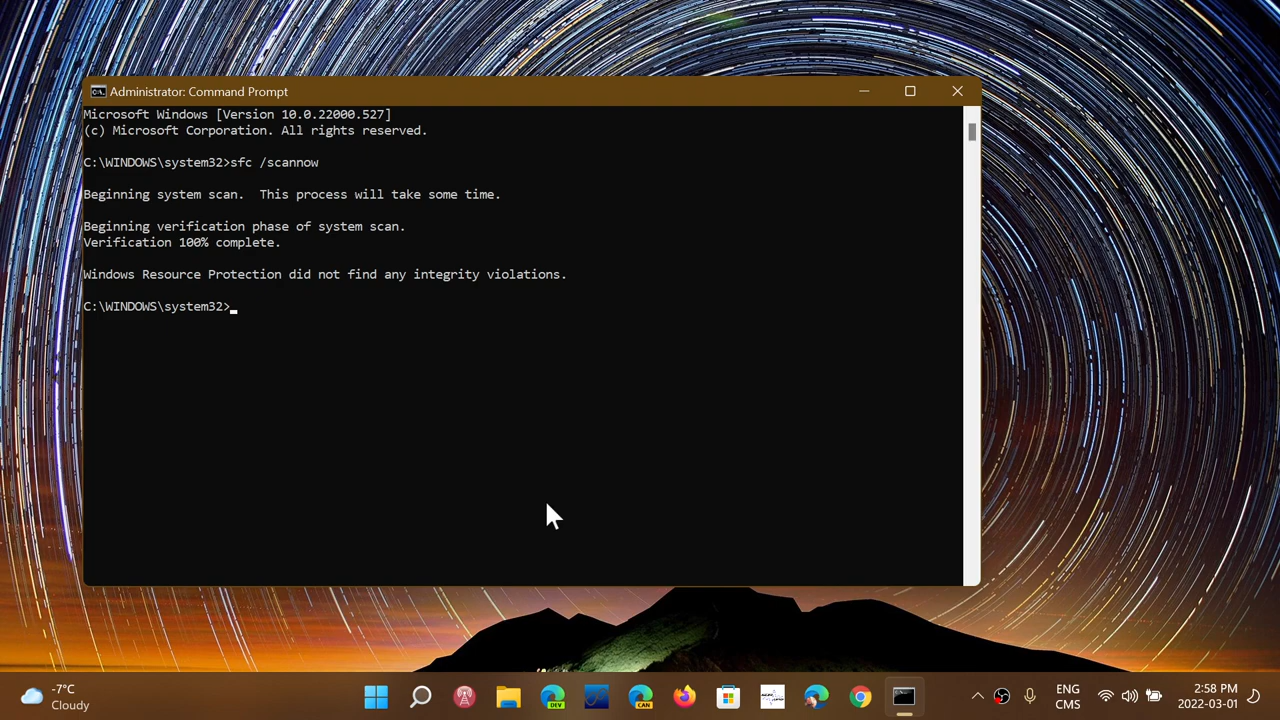 Administrator: Command Prompt
Microsoft Windows [Version 10.0.22000.527]
(c) Microsoft Corporation. All rights reserved.
C:\WINDOWS\system32>sfc /scannow
Beginning system scan.  This process will take some time.
Beginning verification phase of system scan.
Verification 100% complete.
Windows Resource Protection did not find any integrity violations.
C:\WINDOWS\system32>
-7°C
Cloudy
DEV
CAN
ENG
CMS
2:58 PM
2022-03-01